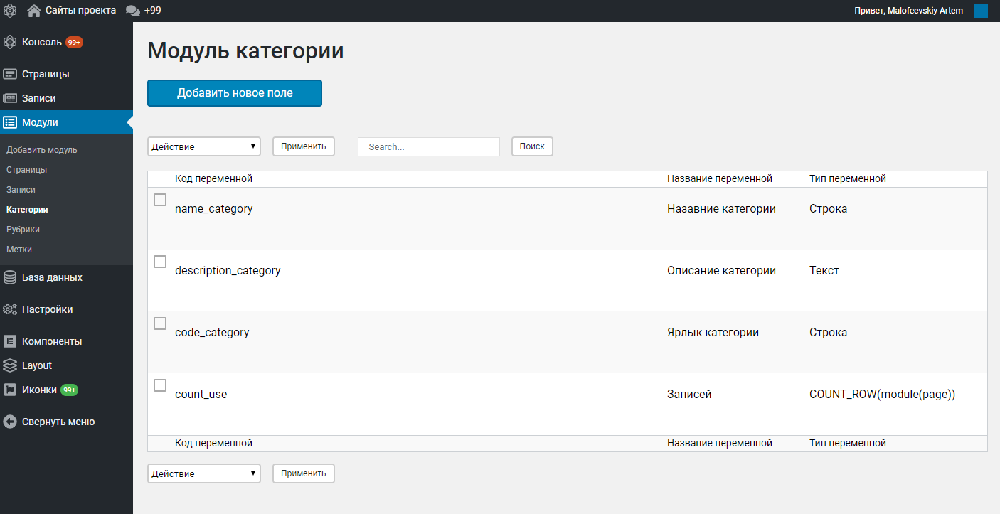 Сайты проекта +99 Привет, Malofeevskiy Artem
Консоль 99+
Страницы
Записи
Модули
Добавить модуль
Страницы
Записи
Категории
Рубрики
Метки
База данных
Настройки
Компоненты
Layout
Иконки 99+
Свернуть меню
Модуль категории
Добавить новое поле
Действие Применить Search... Поиск
Код переменной Название переменной Тип переменной
name_category Назавние категории Строка
description_category Описание категории Текст
code_category Ярлык категории Строка
count_use Записей COUNT_ROW(module(page))
Код переменной Название переменной Тип переменной
Действие Применить